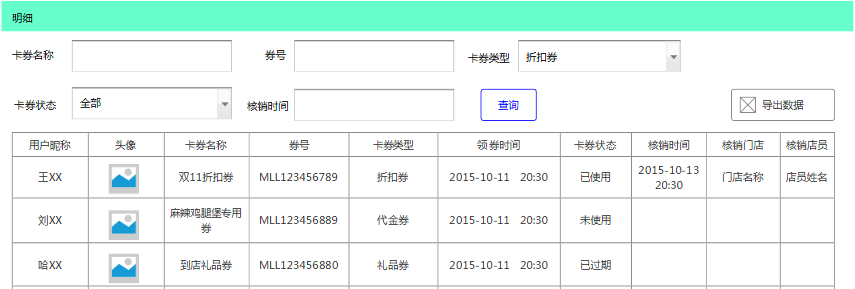 明细
卡券名称 券号 卡券类型 折扣券
卡券状态 全部 核销时间 查询 导出数据
用户昵称 头像 卡券名称 券号 卡券类型 领券时间 卡券状态 核销时间 核销门店 核销店员
王XX 双11折扣券 MLL123456789 折扣券 2015-10-11 20:30 已使用 2015-10-13 门店名称 店员姓名
20:30
刘XX 麻辣鸡腿堡专用 MLL123456889 代金券 2015-10-11 20:30 未使用
券
哈XX 到店礼品券 MLL123456880 礼品券 2015-10-11 20:30 已过期